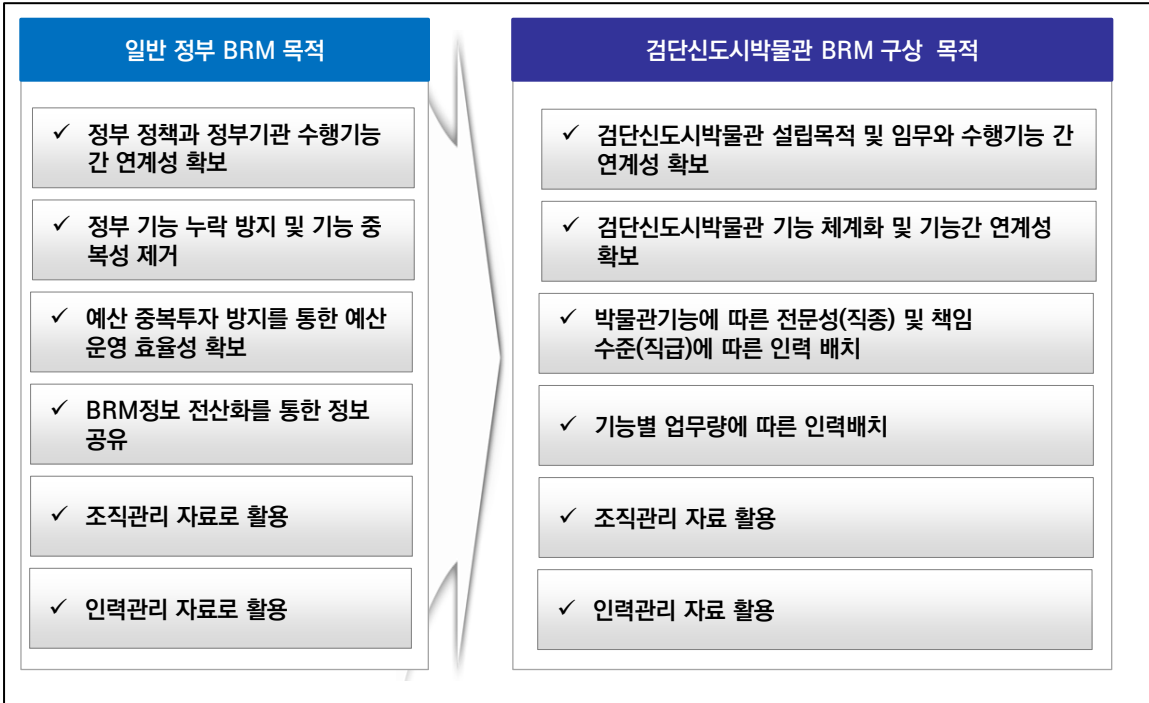 일반 정부 BRM 목적
✓ 정부 정책과 정부기관 수행기능
간 연계성 확보
✓ 정부 기능 누락 방지 및 기능 중
복성 제거
✓ 예산 중복투자 방지를 통한 예산
운영 효율성 확보
✓ BRM정보 전산화를 통한 정보
공유
✓ 조직관리 자료로 활용
✓ 인력관리 자료로 활용
검단신도시박물관 BRM 구상 목적
✓ 검단신도시박물관 설립목적 및 임무와 수행기능 간
연계성 확보
✓ 검단신도시박물관 기능 체계화 및 기능간 연계성
확보
✓ 박물관기능에 따른 전문성(직종) 및 책임
수준(직급)에 따른 인력 배치
✓ 기능별 업무량에 따른 인력배치
✓ 조직관리 자료 활용
✓ 인력관리 자료 활용